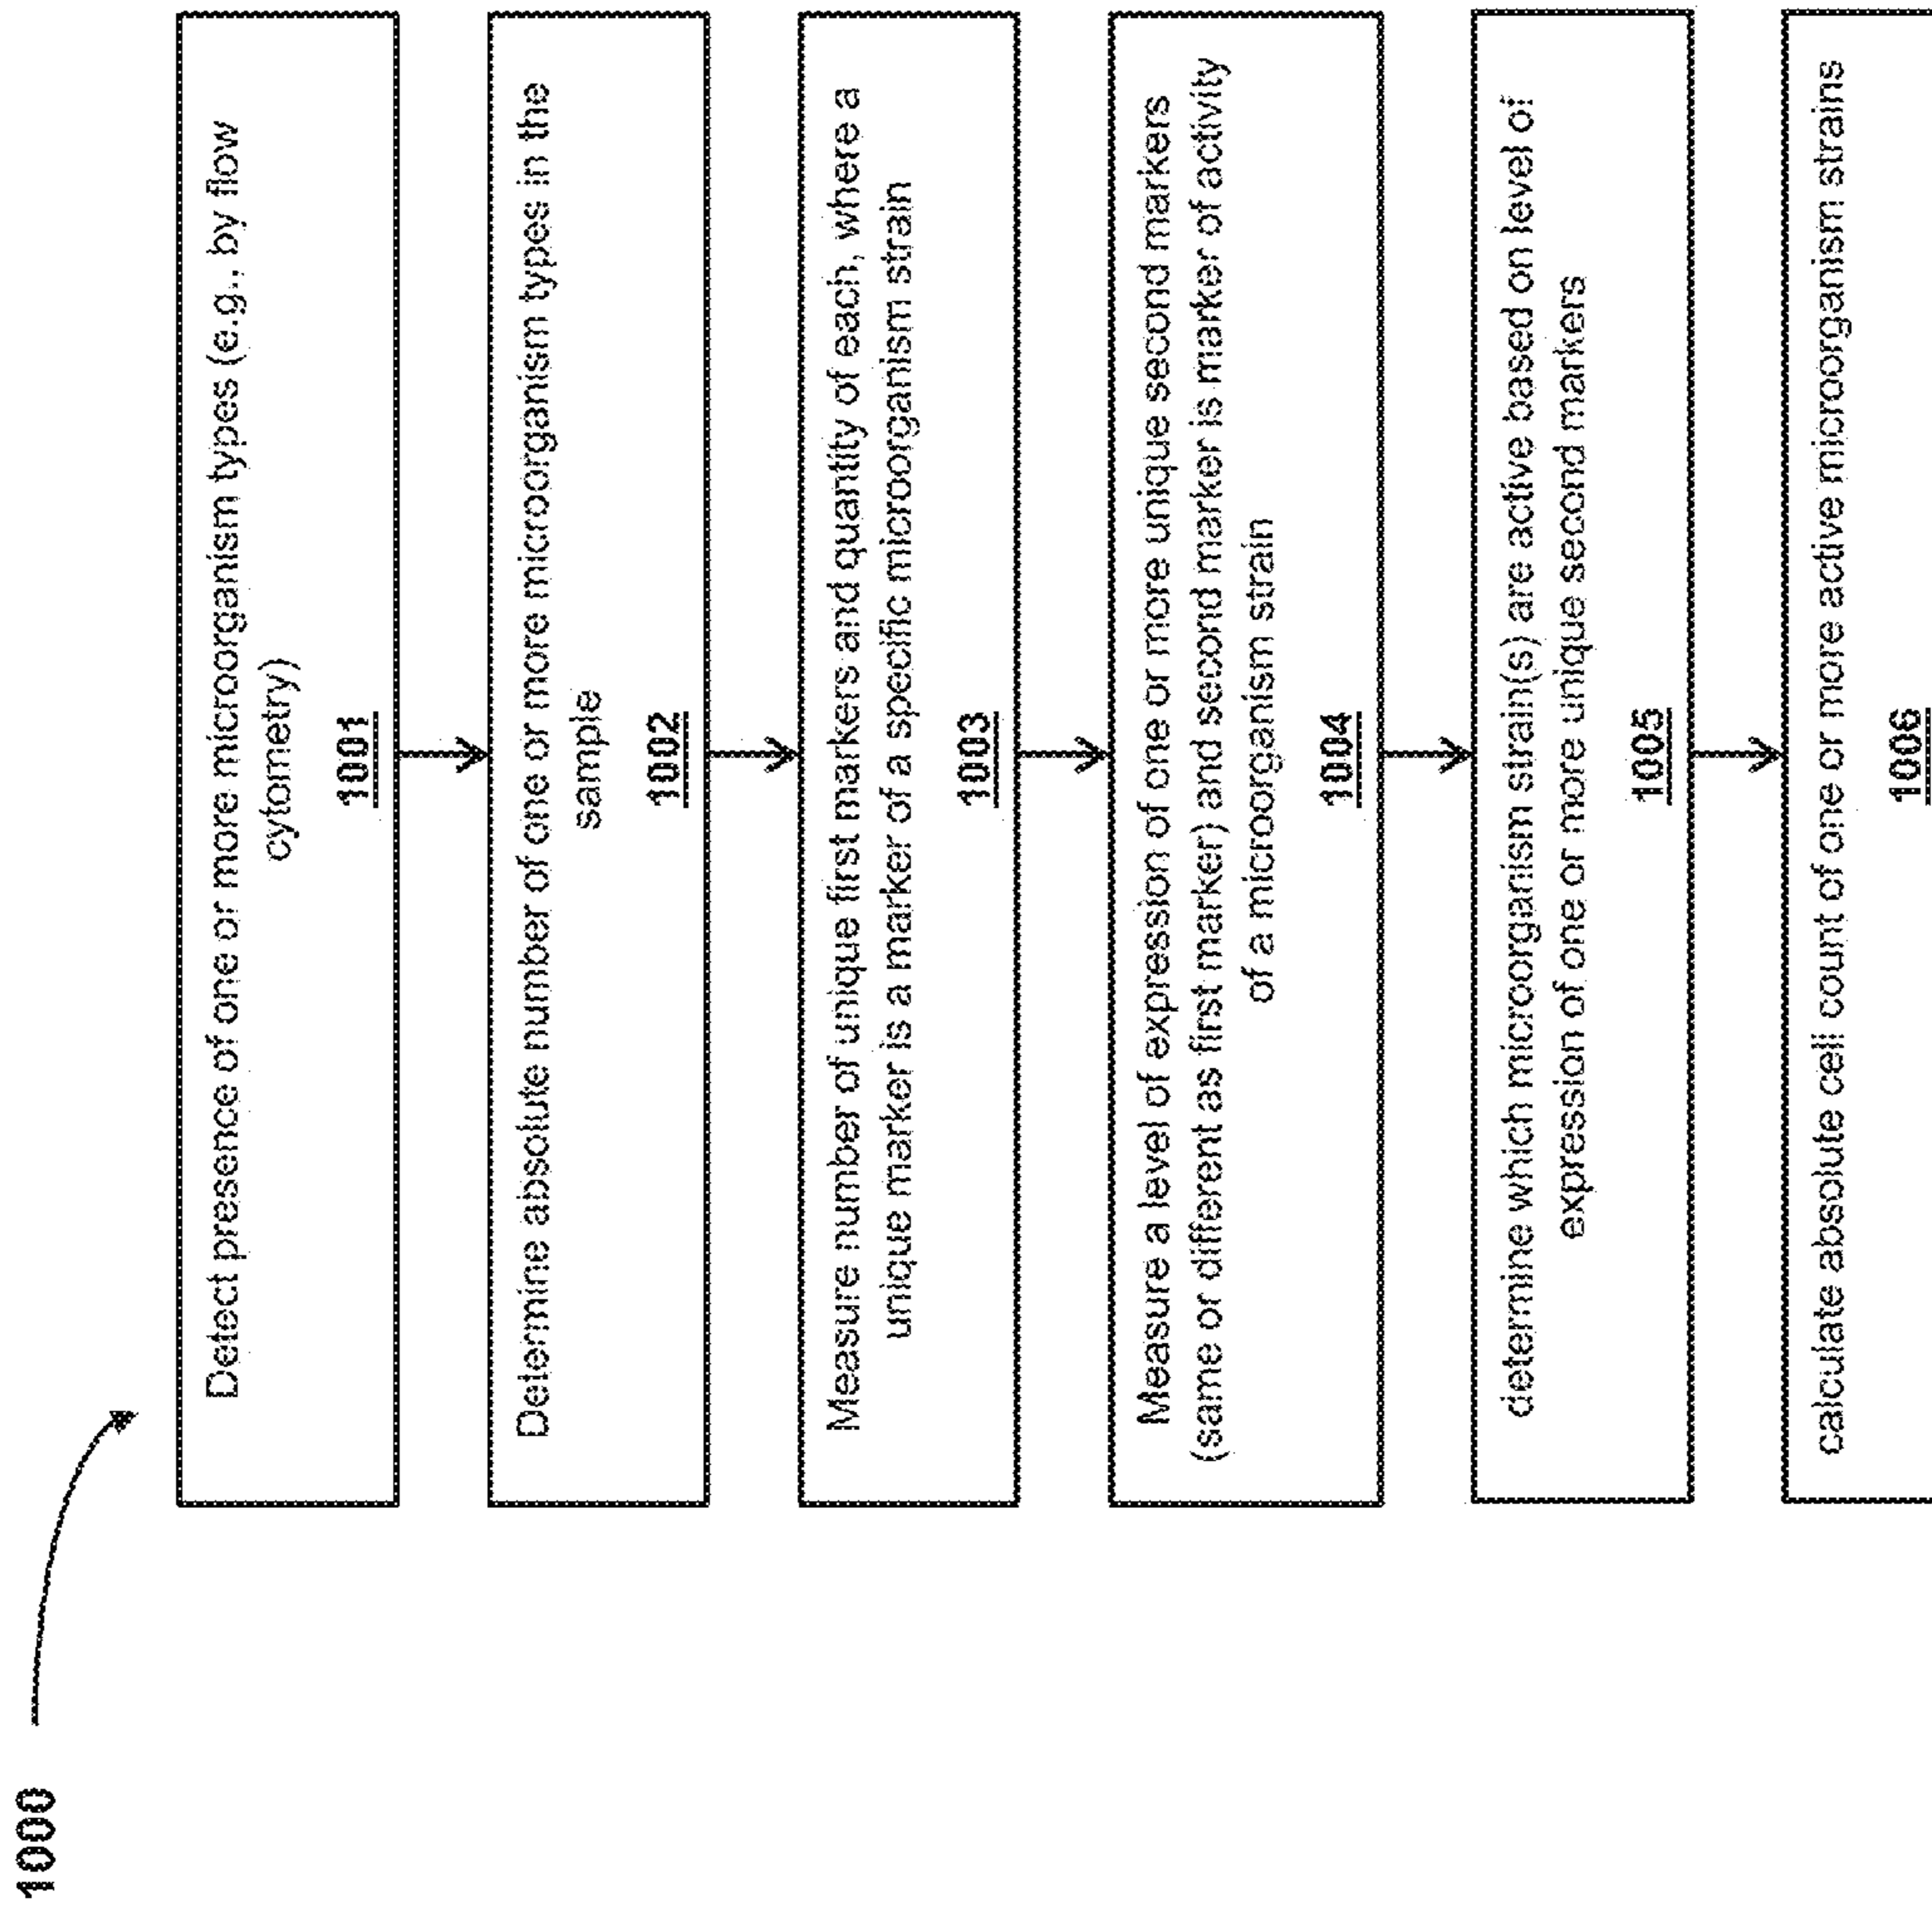 1000
Detect presence of one or more microorganism types (e.g., by flow
cytometry)
1001
Determine absolute number of one or more microorganism types in the
sample
1002
Measure number of unique first markers and quantity of each, where a
unique marker is a marker of a specific microorganism strain
1003
Measure a level of expression of one or more unique second markers
(same or different as first marker) and second marker is marker of activity
of a microorganism strain
1004
determine which microorganism strain(s) are active based on level of
expression of one or more unique second markers
1005
calculate absolute cell count of one or more active microorganism strains
1006